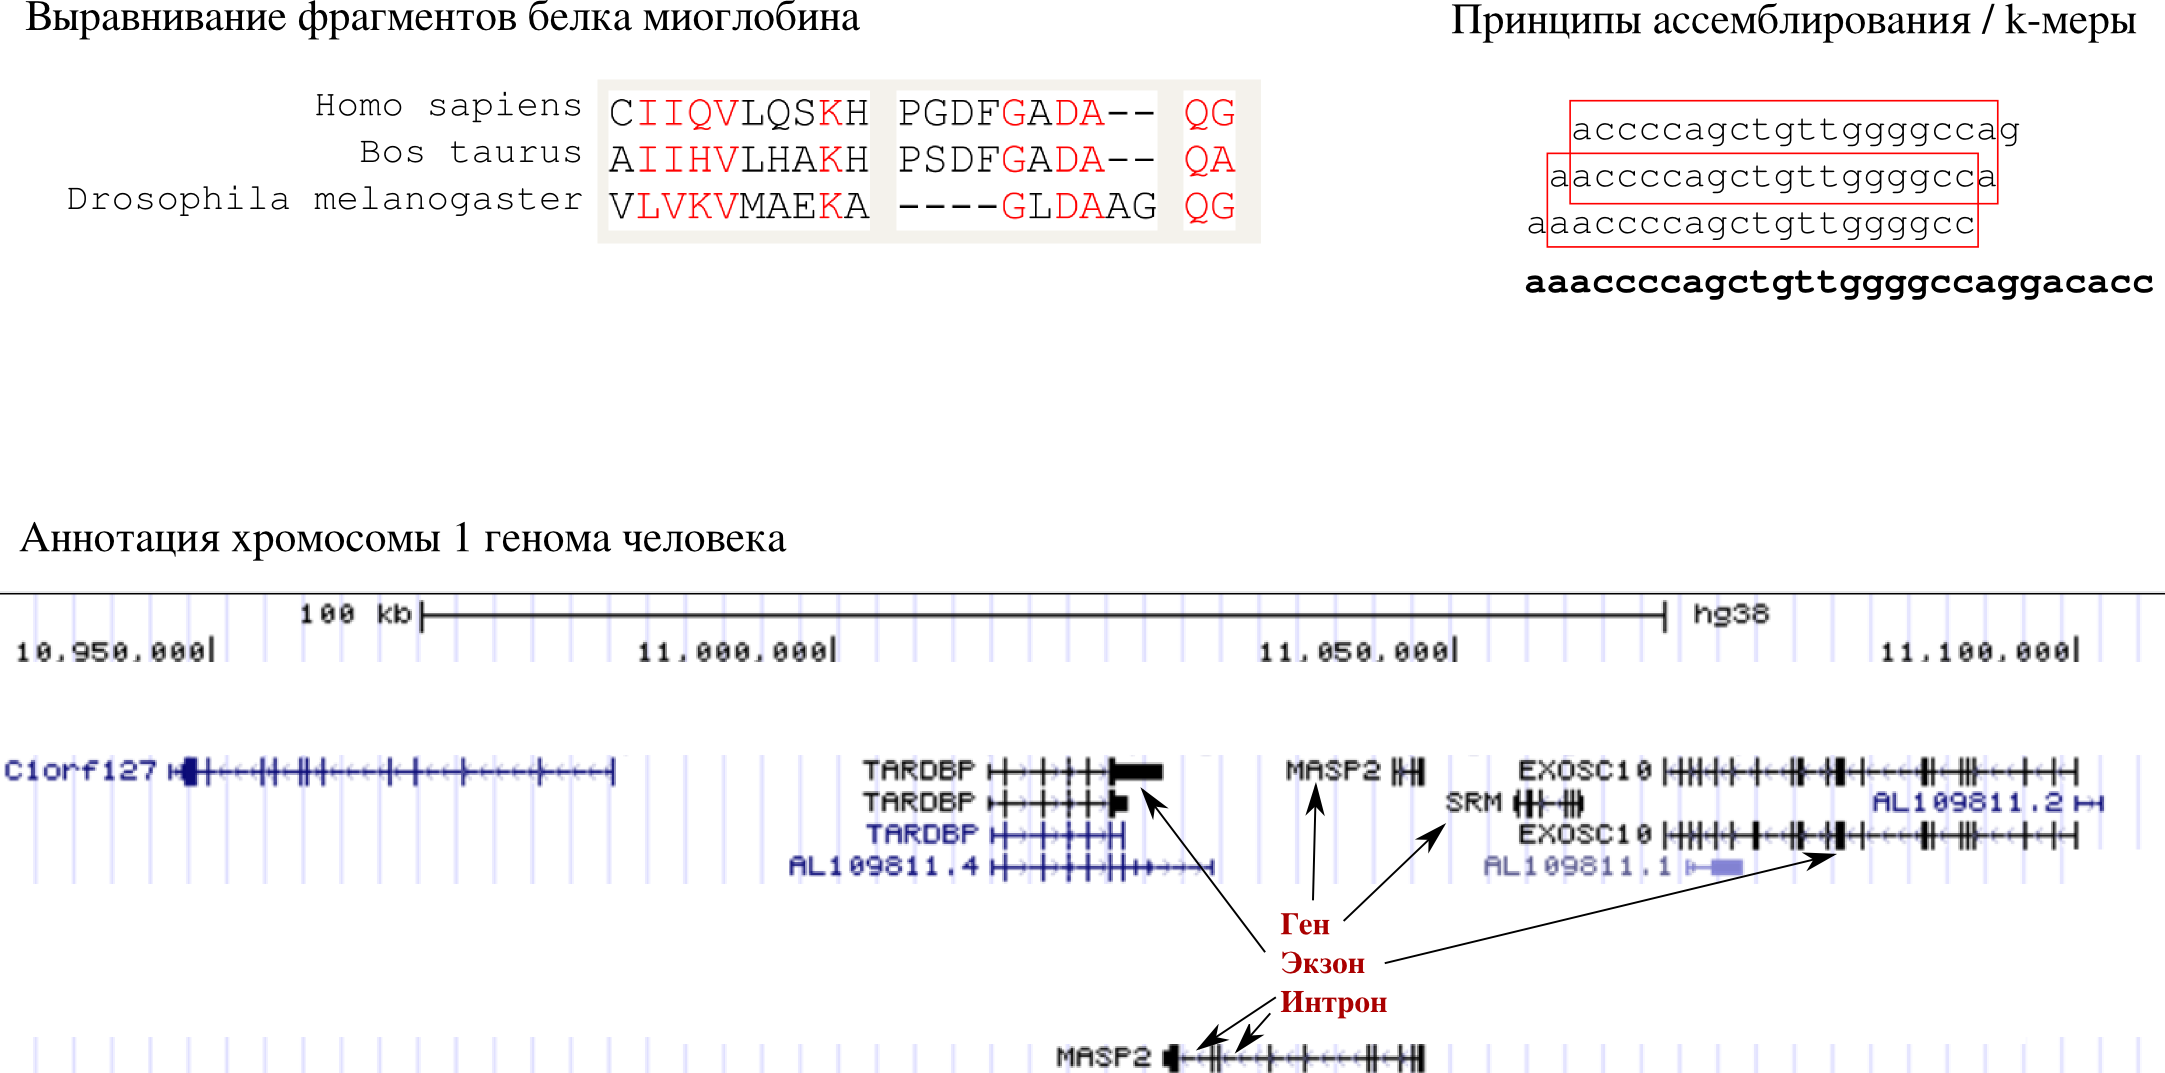 Выравнивание фрагментов белка миоглобина
Homo sapiens CIIQVLQSKH PGDFGADA-- QG
Bos taurus AIIHVLHAKH PSDFGADA-- QA
Drosophila melanogaster VLVKVMAEKA ----GLDAAG QG
Принципы ассемблирования / k-меры
accccagctgttggggccag
aaccccagctgttggggcca
aaaccccagctgttggggcc
aaaccccagctgttggggccaggacacc
Аннотация хромосомы 1 генома человека
100 kb hg38
10,950,000 11,000,000 11,050,000 11,100,000
C1orf127 TARDBP MASP2 EXOSC10
TARDBP SRM AL109811.2
TARDBP EXOSC10
AL109811.4 AL109811.1
Ген
Экзон
Интрон
MASP2